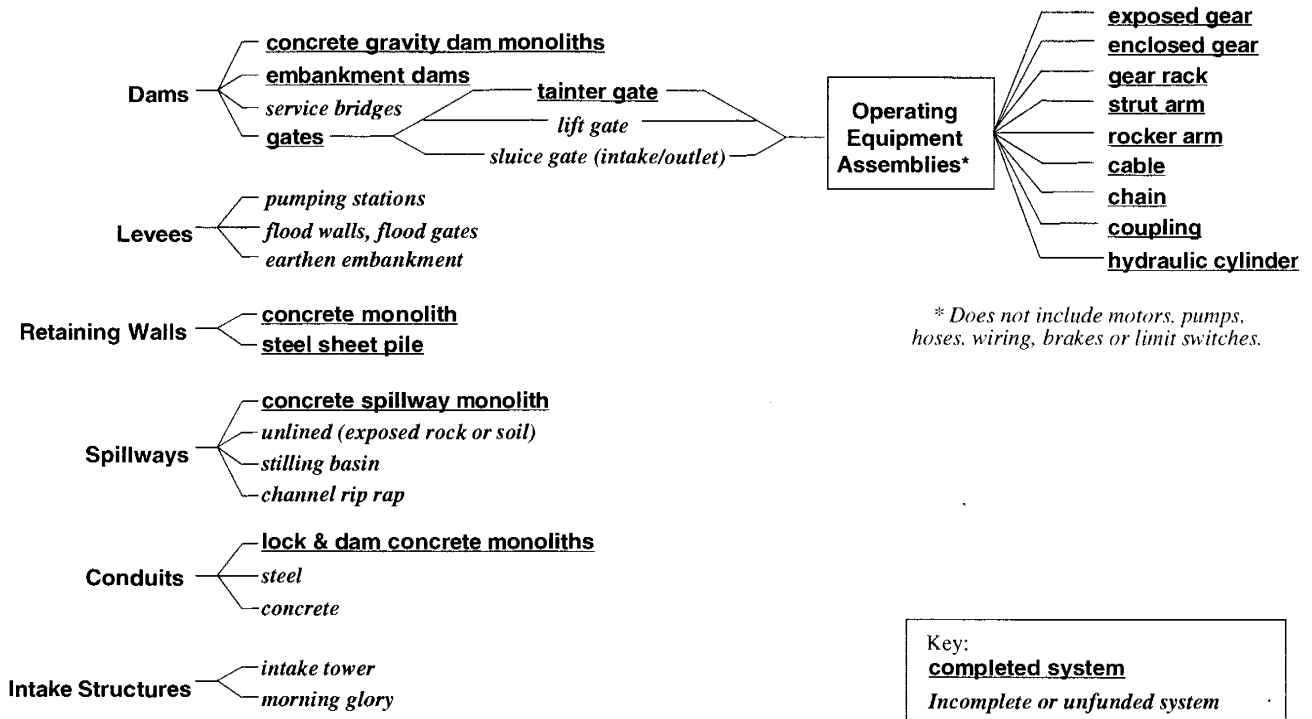 Dams
concrete gravity dam monoliths
embankment dams
service bridges
gates
tainter gate
lift gate
sluice gate (intake/outlet)
Operating
Equipment
Assemblies*
exposed gear
enclosed gear
gear rack
strut arm
rocker arm
cable
chain
coupling
hydraulic cylinder
* Does not include motors, pumps,
hoses, wiring, brakes or limit switches.
Levees
pumping stations
flood walls, flood gates
earthen embankment
Retaining Walls
concrete monolith
steel sheet pile
Spillways
concrete spillway monolith
unlined (exposed rock or soil)
stilling basin
channel rip rap
Conduits
lock & dam concrete monoliths
steel
concrete
Intake Structures
intake tower
morning glory
Key:
completed system
Incomplete or unfunded system